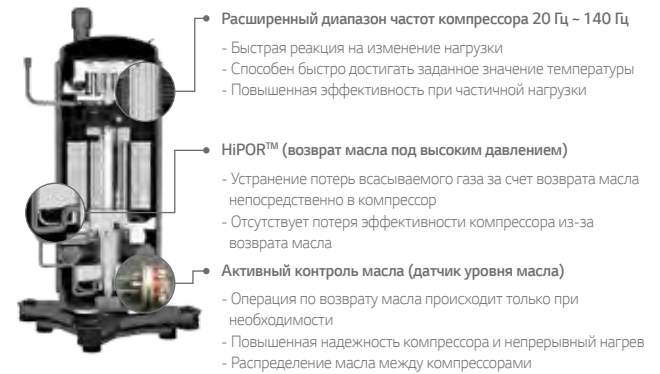 Расширенный диапазон частот компрессора 20 Гц ~ 140 Гц
- Быстрая реакция на изменение нагрузки
- Способен быстро достигать заданное значение температуры
- Повышенная эффективность при частичной нагрузки
HiPOR™ (возврат масла под высоким давлением)
- Устранение потерь всасываемого газа за счет возврата масла
непосредственно в компрессор
- Отсутствует потеря эффективности компрессора из-за
возврата масла
Активный контроль масла (датчик уровня масла)
- Операция по возврату масла происходит только при
необходимости
- Повышенная надежность компрессора и непрерывный нагрев
- Распределение масла между компрессорами